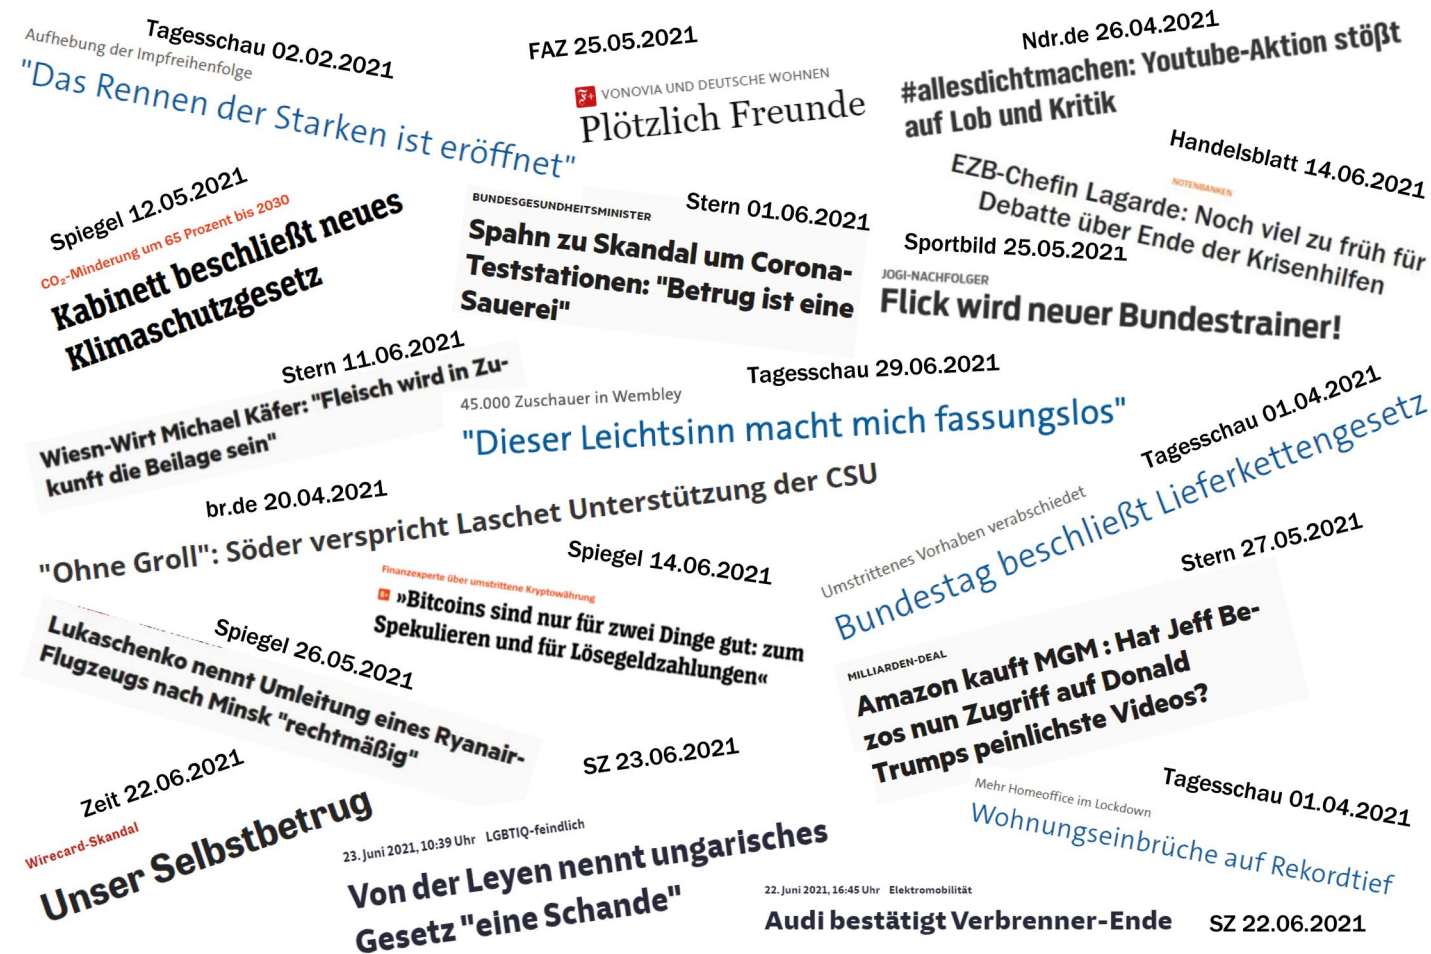 Tagesschau 02.02.2021
Aufhebung der Impfreihenfolge
"Das Rennen der Starken ist eröffnet"
FAZ 25.05.2021
F+ VONOVIA UND DEUTSCHE WOHNEN
Plötzlich Freunde
Ndr.de 26.04.2021
#allesdichtmachen: Youtube-Aktion stößt
auf Lob und Kritik
Handelsblatt 14.06.2021
NOTENBANKEN
EZB-Chefin Lagarde: Noch viel zu früh für
Debatte über Ende der Krisenhilfen
Spiegel 12.05.2021
CO₂-Minderung um 65 Prozent bis 2030
Kabinett beschließt neues
Klimaschutzgesetz
Stern 01.06.2021
BUNDESGESUNDHEITSMINISTER
Spahn zu Skandal um Corona-
Teststationen: "Betrug ist eine
Sauerei"
Sportbild 25.05.2021
JOGI-NACHFOLGER
Flick wird neuer Bundestrainer!
Stern 11.06.2021
Wiesn-Wirt Michael Käfer: "Fleisch wird in Zu-
kunft die Beilage sein"
Tagesschau 29.06.2021
45.000 Zuschauer in Wembley
"Dieser Leichtsinn macht mich fassungslos"
Tagesschau 01.04.2021
Umstrittenes Vorhaben verabschiedet
Bundestag beschließt Lieferkettengesetz
br.de 20.04.2021
"Ohne Groll": Söder verspricht Laschet Unterstützung der CSU
Spiegel 14.06.2021
Finanzexperte über umstrittene Kryptowährung
S+ »Bitcoins sind nur für zwei Dinge gut: zum
Spekulieren und für Lösegeldzahlungen«
Stern 27.05.2021
MILLIARDEN-DEAL
Amazon kauft MGM : Hat Jeff Be-
zos nun Zugriff auf Donald
Trumps peinlichste Videos?
Spiegel 26.05.2021
Lukaschenko nennt Umleitung eines Ryanair-
Flugzeugs nach Minsk "rechtmäßig"
Zeit 22.06.2021
Wirecard-Skandal
Unser Selbstbetrug
SZ 23.06.2021
23. Juni 2021, 10:39 Uhr LGBTIQ-feindlich
Von der Leyen nennt ungarisches
Gesetz "eine Schande"
Tagesschau 01.04.2021
Mehr Homeoffice im Lockdown
Wohnungseinbrüche auf Rekordtief
22. Juni 2021, 16:45 Uhr Elektromobilität
Audi bestätigt Verbrenner-Ende
SZ 22.06.2021